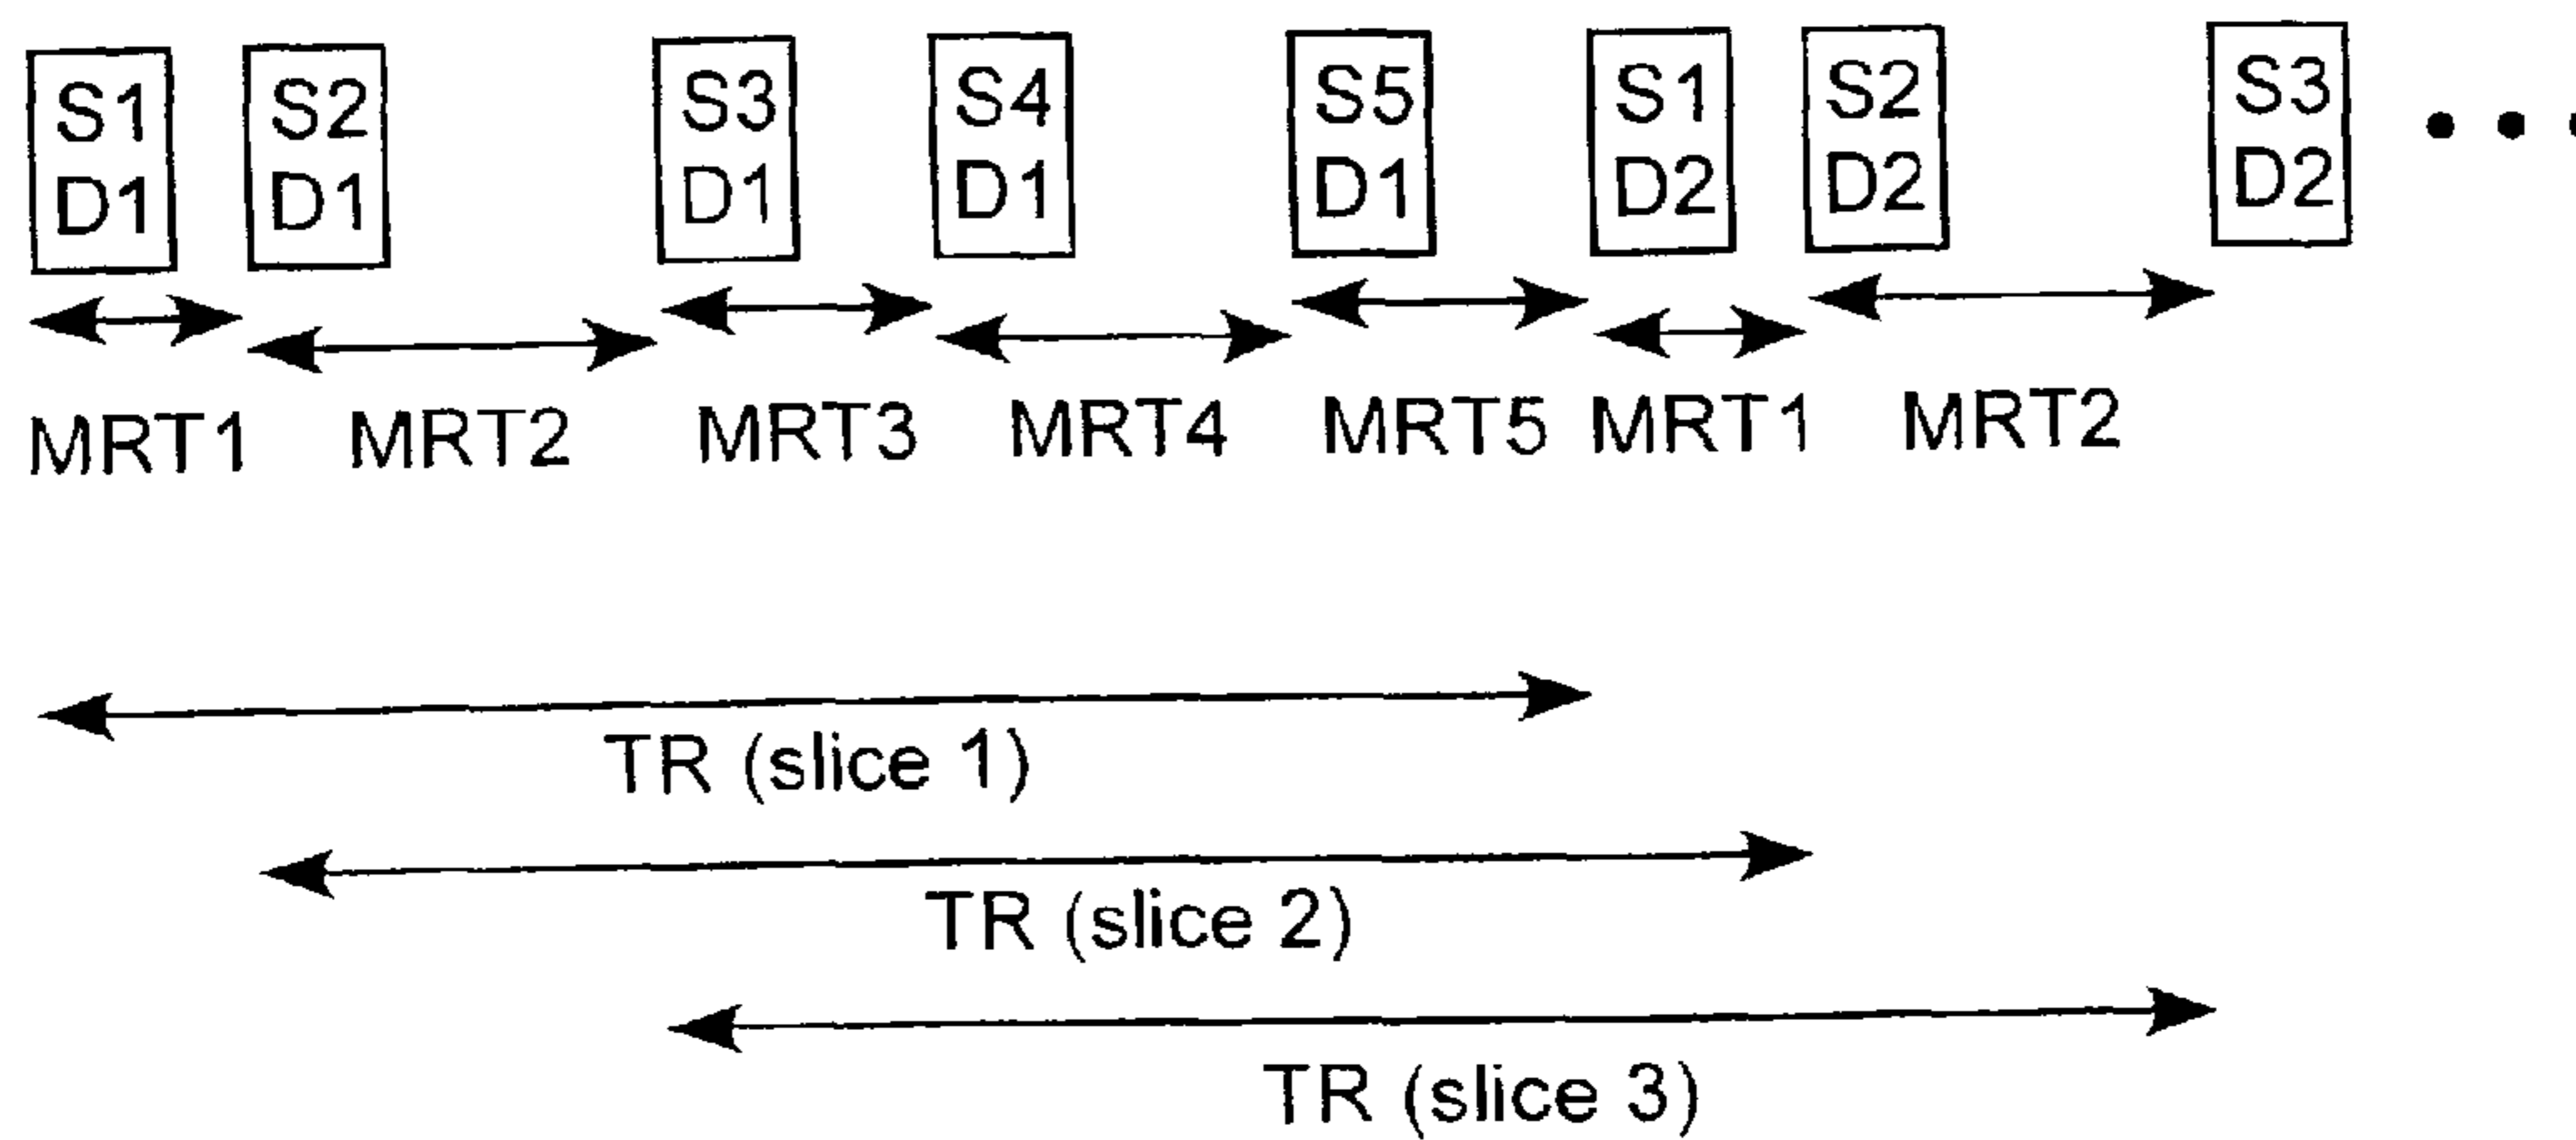 S1 S2 S3 S4 S5 S1 S2 S3
D1 D1 D1 D1 D1 D2 D2 D2
MRT1 MRT2 MRT3 MRT4 MRT5 MRT1 MRT2
TR (slice 1)
TR (slice 2)
TR (slice 3)